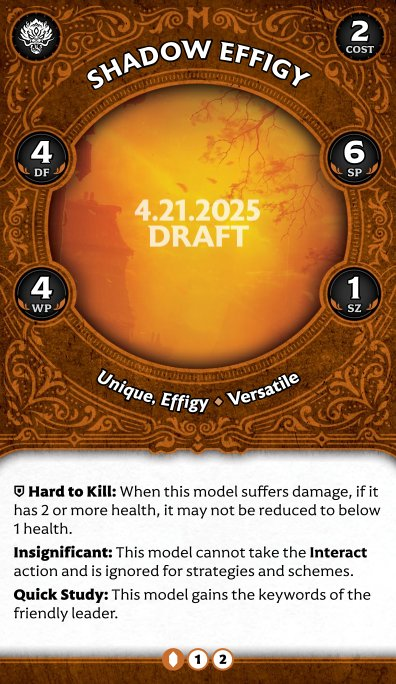 SHADOW EFFIGY
2
COST
4
DF
6
SP
4.21.2025
DRAFT
4
WP
1
SZ
Unique, Effigy • Versatile
Hard to Kill: When this model suffers damage, if it
has 2 or more health, it may not be reduced to below
1 health.
Insignificant: This model cannot take the Interact
action and is ignored for strategies and schemes.
Quick Study: This model gains the keywords of the
friendly leader.
1 2